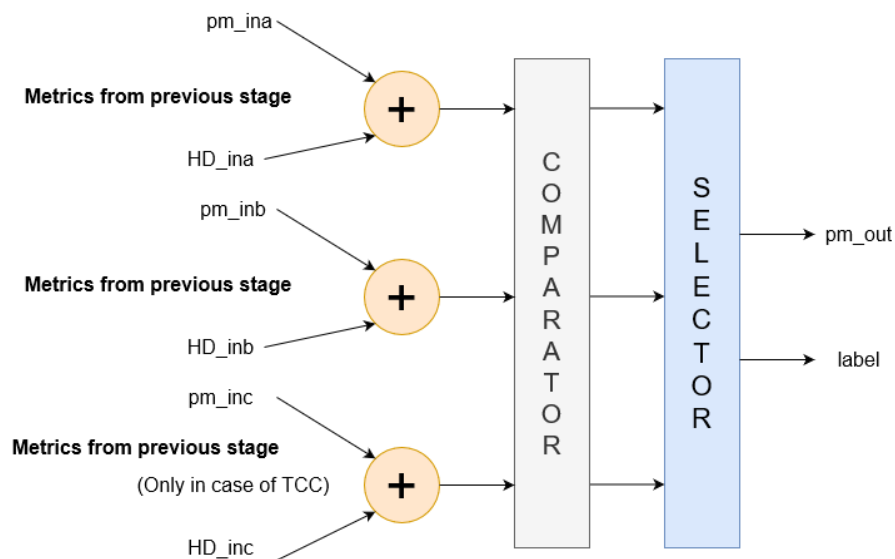 pm_ina
Metrics from previous stage
HD_ina
pm_inb
Metrics from previous stage
HD_inb
pm_inc
Metrics from previous stage
(Only in case of TCC)
HD_inc
+
+
+
COMPARATOR
SELECTOR
pm_out
label